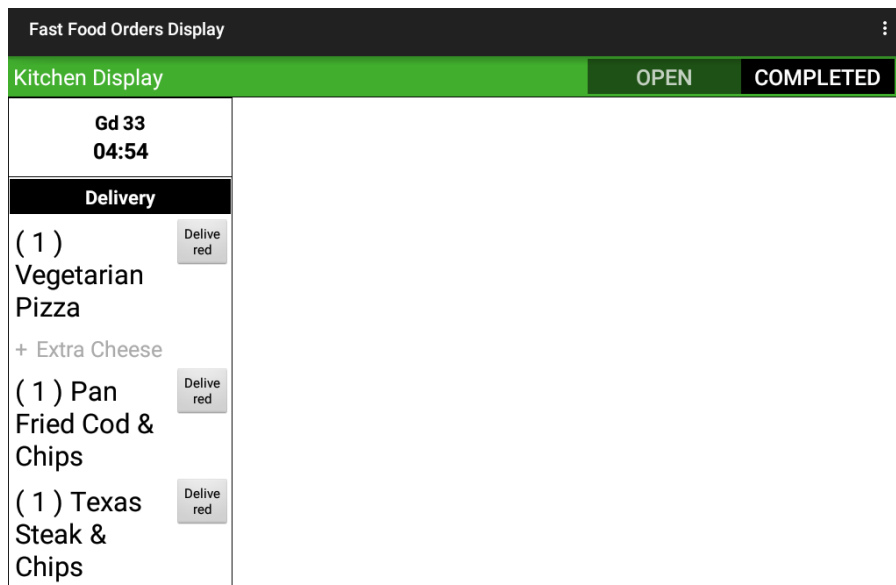 Fast Food Orders Display
Kitchen Display
OPEN
COMPLETED
Gd 33
04:54
Delivery
( 1 )
Vegetarian
Pizza
Delive
red
+ Extra Cheese
( 1 ) Pan
Fried Cod &
Chips
Delive
red
( 1 ) Texas
Steak &
Chips
Delive
red